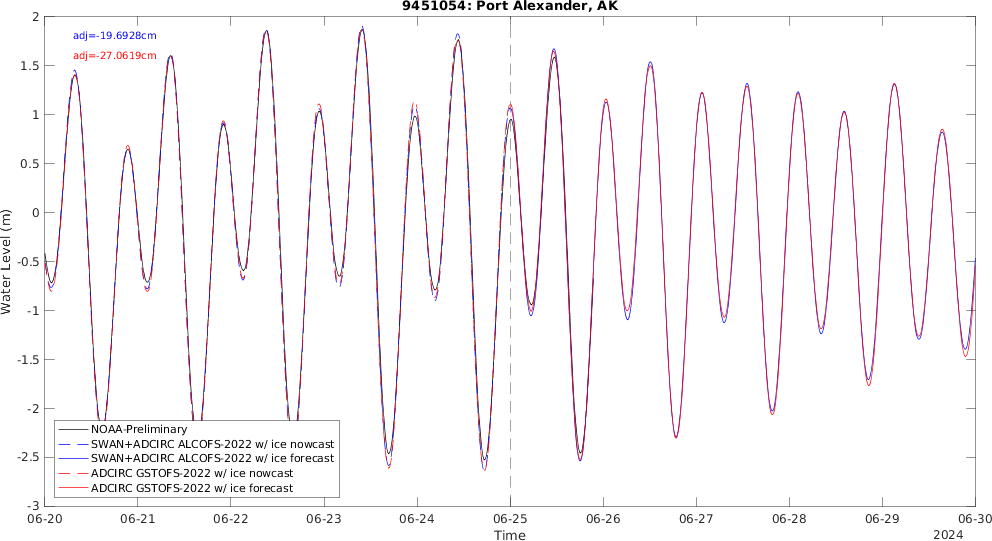 9451054: Port Alexander, AK
adj=-19.6928cm
adj=-27.0619cm
2
1.5
1
0.5
0
-0.5
-1
-1.5
-2
-2.5
-3
Water Level (m)
NOAA-Preliminary
SWAN+ADCIRC ALCOFS-2022 w/ ice nowcast
SWAN+ADCIRC ALCOFS-2022 w/ ice forecast
ADCIRC GSTOFS-2022 w/ ice nowcast
ADCIRC GSTOFS-2022 w/ ice forecast
06-20 06-21 06-22 06-23 06-24 06-25 06-26 06-27 06-28 06-29 06-30
Time
2024